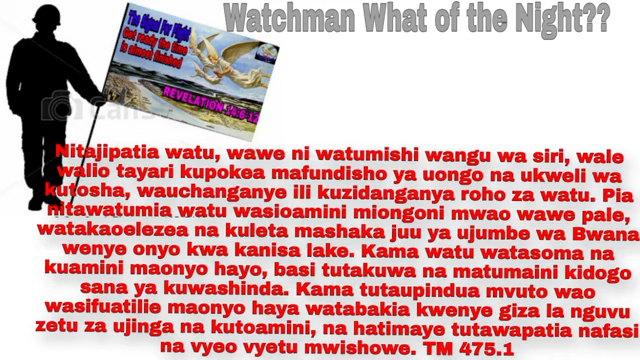 Watchman What of the Night??
The Signal For Flight
Get ready the time
is almost finished
REVELATION 14:6-12
Nitajipatia watu, wawe ni watumishi wangu wa siri, wale
walio tayari kupokea mafundisho ya uongo na ukweli wa
kutosha, wauchanganye ili kuzidanganya roho za watu. Pia
nitawatumia watu wasioamini miongoni mwao wawe pale,
watakaoelezea na kuleta mashaka juu ya ujumbe wa Bwana
wenye onyo kwa kanisa lake. Kama watu watasoma na
kuamini maonyo hayo, basi tutakuwa na matumaini kidogo
sana ya kuwashinda. Kama tutaupindua mvuto wao
wasifuatilie maonyo haya watabakia kwenye giza la nguvu
zetu za ujinga na kutoamini, na hatimaye tutawapatia nafasi
na vyeo vyetu mwishowe. TM 475.1